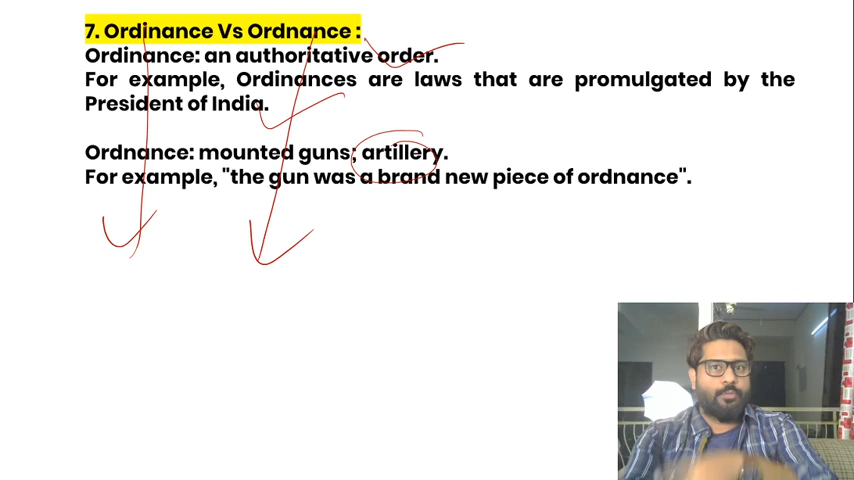 7. Ordinance Vs Ordnance :
Ordinance: an authoritative order.
For example, Ordinances are laws that are promulgated by the
President of India.
Ordnance: mounted guns; artillery.
For example, "the gun was a brand new piece of ordnance".